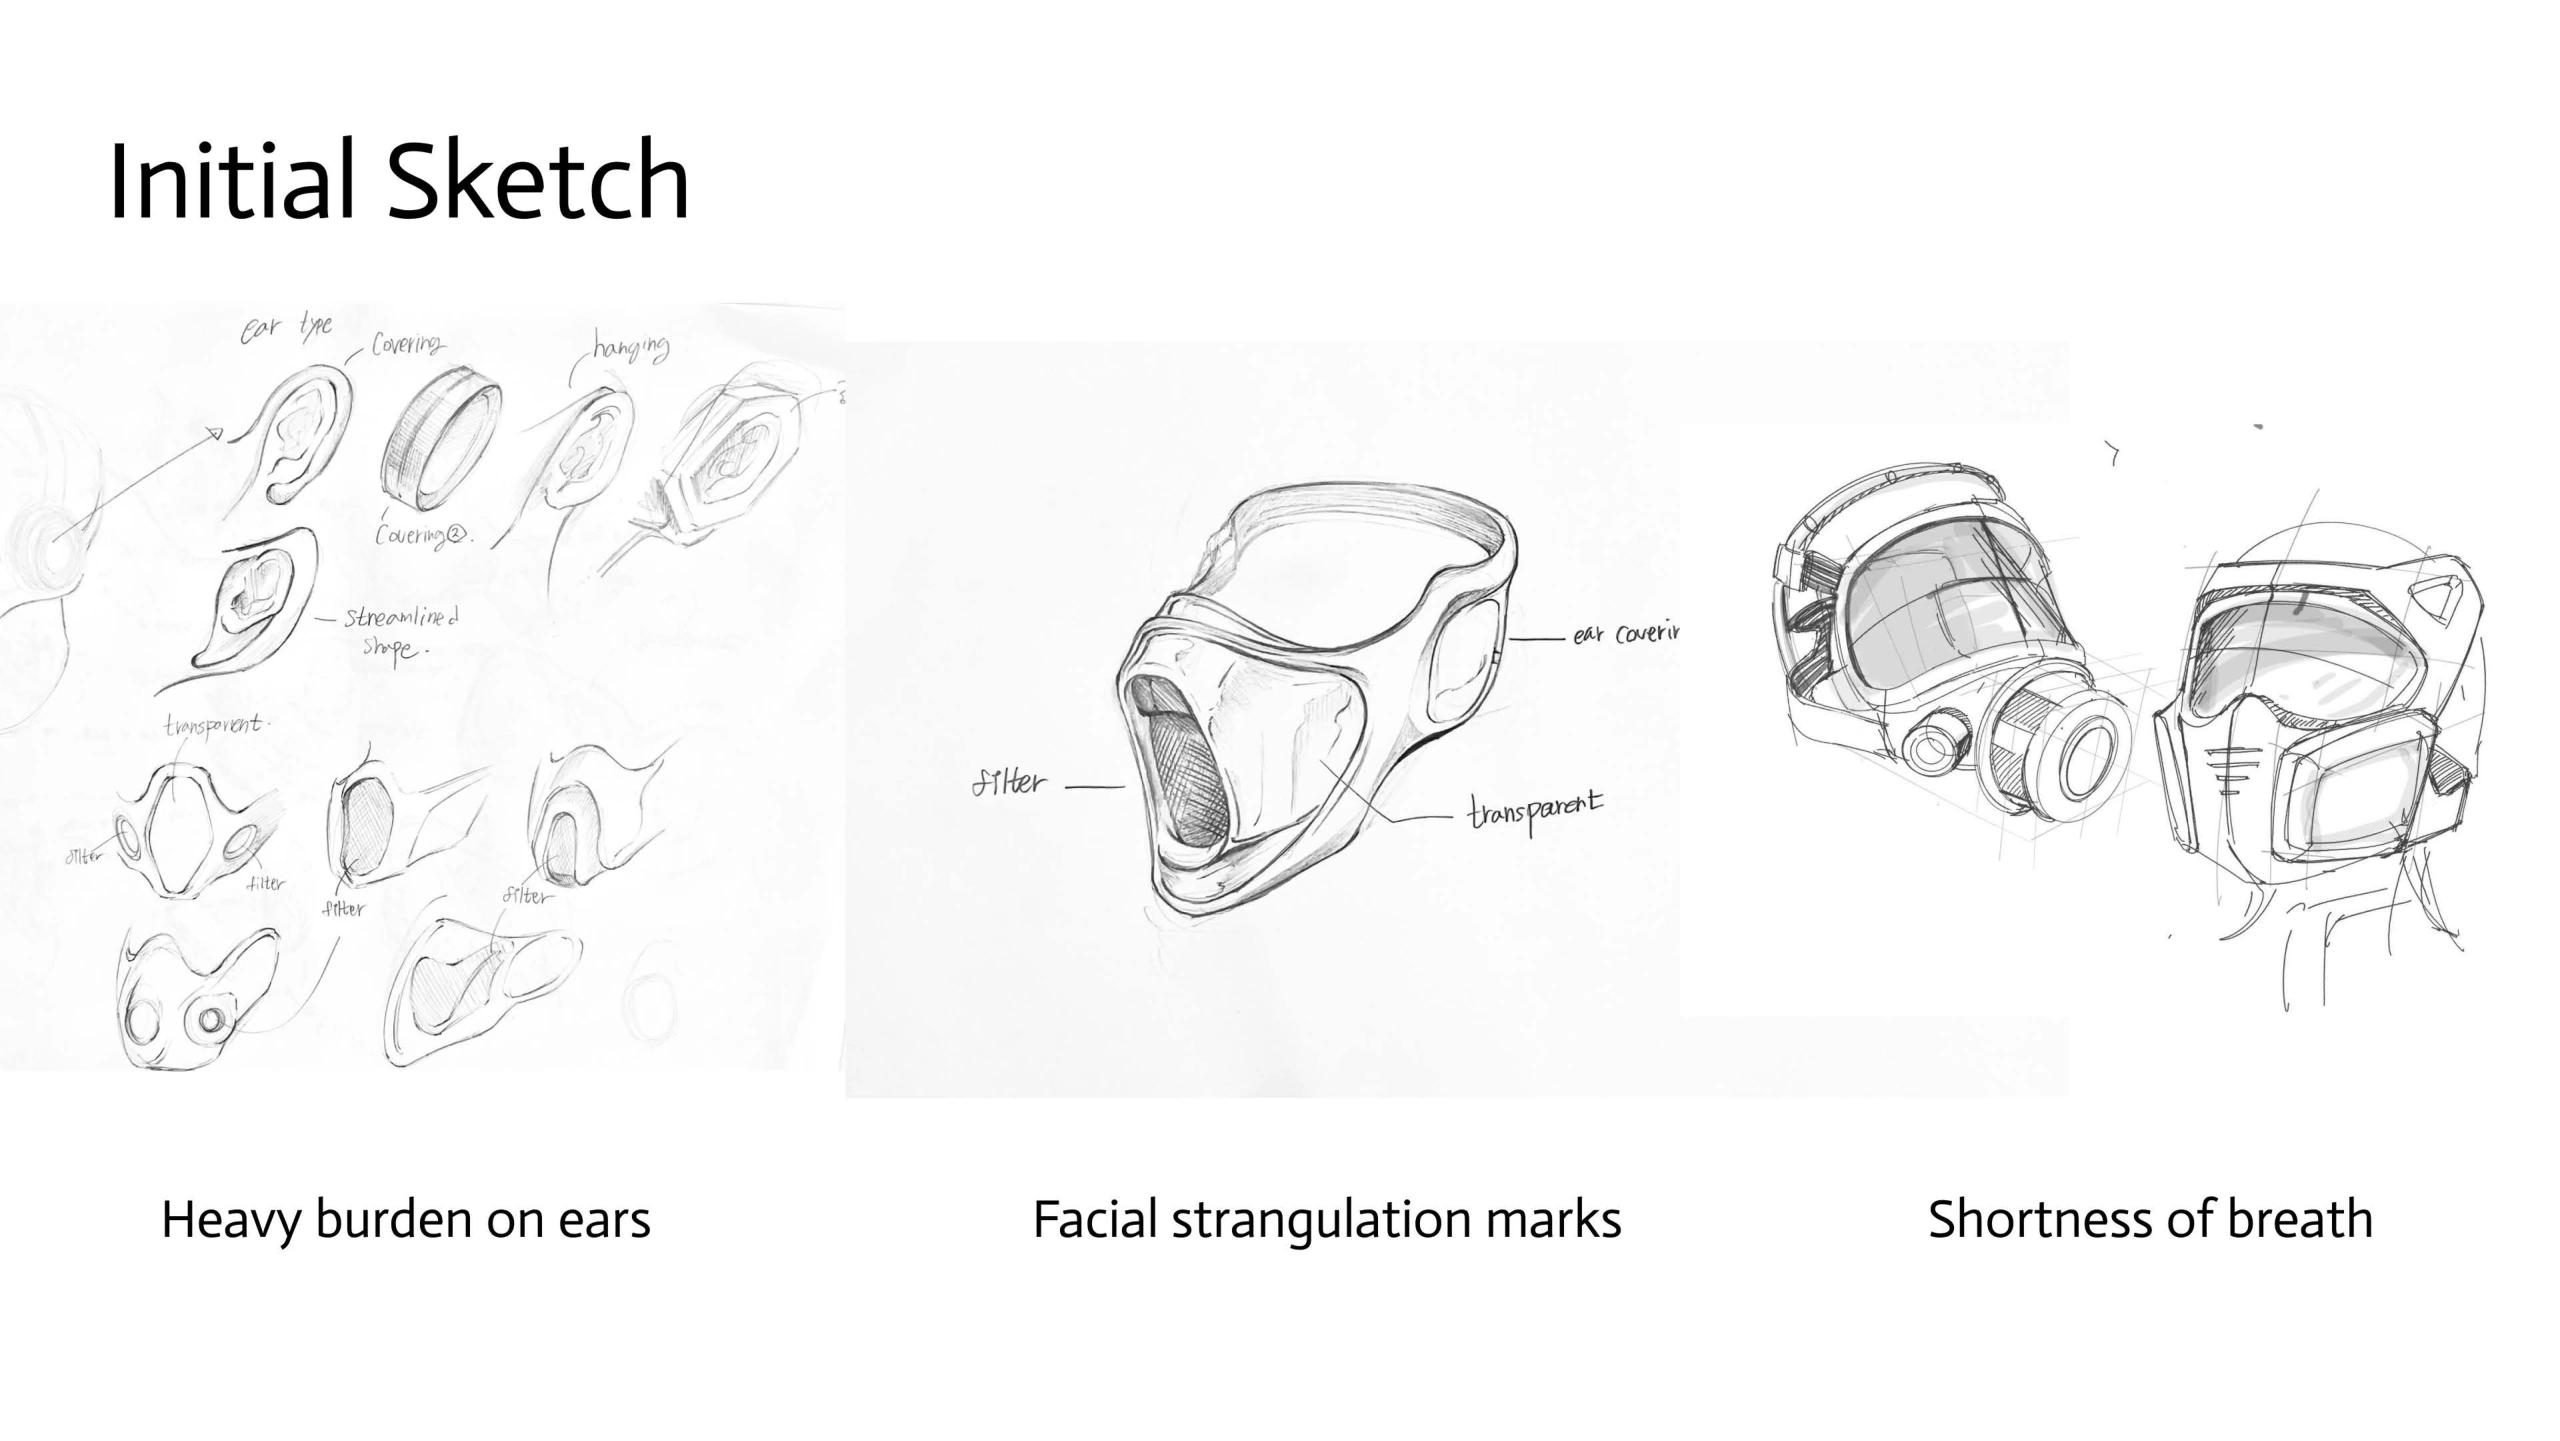 Initial Sketch
ear type
Covering
hanging
Covering②.
Streamlined
shape.
transparent.
filter
filter
filter
filter
ear coverin
filter
transparent
Heavy burden on ears
Facial strangulation marks
Shortness of breath